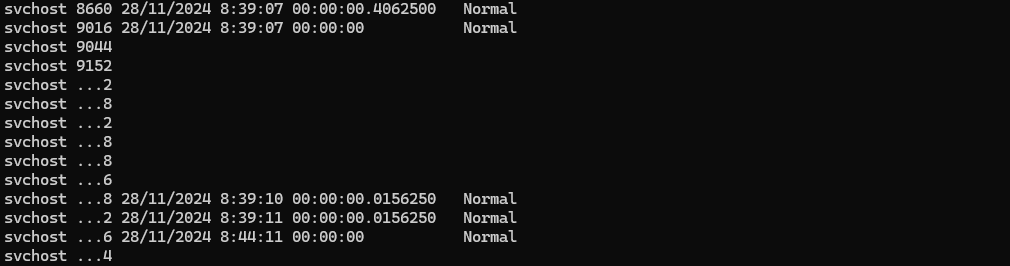 svchost 8660 28/11/2024 8:39:07 00:00:00.4062500 Normal
svchost 9016 28/11/2024 8:39:07 00:00:00 Normal
svchost 9044
svchost 9152
svchost ...2
svchost ...8
svchost ...2
svchost ...8
svchost ...8
svchost ...6
svchost ...8 28/11/2024 8:39:10 00:00:00.0156250 Normal
svchost ...2 28/11/2024 8:39:11 00:00:00.0156250 Normal
svchost ...6 28/11/2024 8:44:11 00:00:00 Normal
svchost ...4